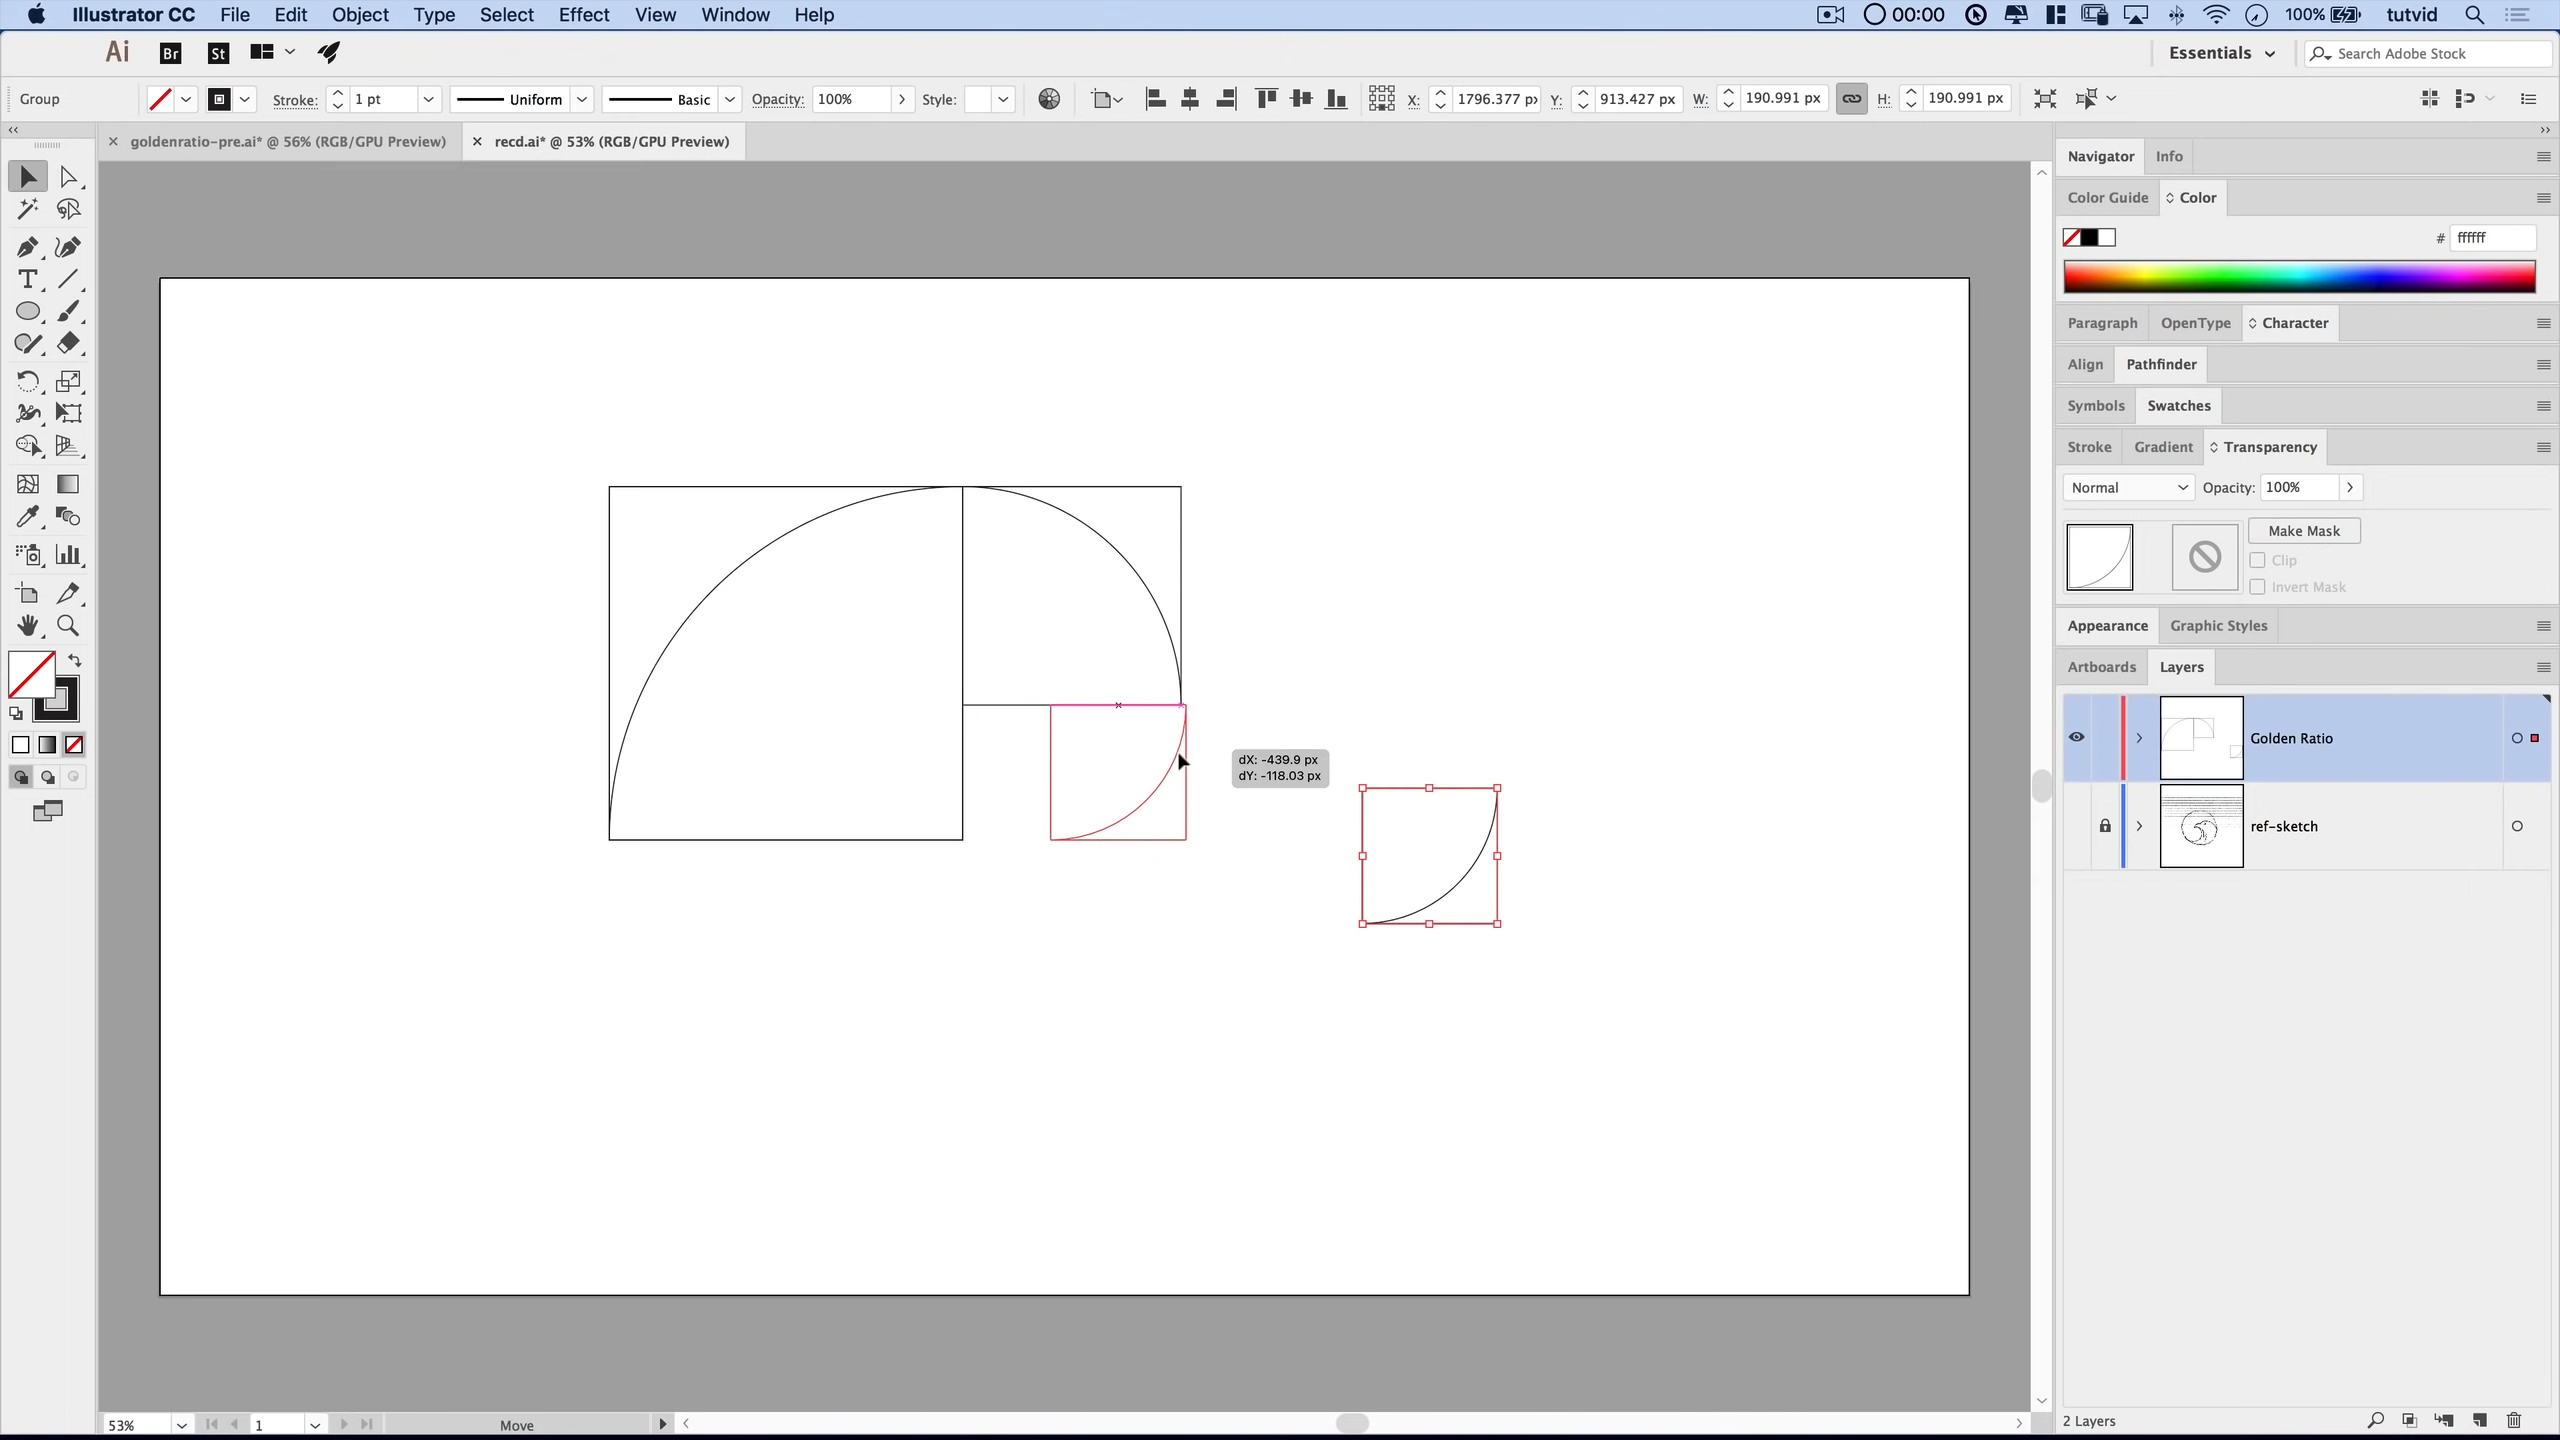 Illustrator CC File Edit Object Type Select Effect View Window Help 00:00 100% tutvid
Ai Br St Essentials Search Adobe Stock
Group Stroke: 1 pt Uniform Basic Opacity: 100% Style: X: 1796.377 px Y: 913.427 px W: 190.991 px H: 190.991 px
goldenratio-pre.ai* @ 56% (RGB/GPU Preview) recd.ai* @ 53% (RGB/GPU Preview)
Navigator Info
Color Guide Color
# ffffff
Paragraph OpenType Character
Align Pathfinder
Symbols Swatches
Stroke Gradient Transparency
Normal Opacity: 100%
Make Mask
Clip
Invert Mask
Appearance Graphic Styles
Artboards Layers
Golden Ratio
ref-sketch
dX: -439.9 px
dY: -118.03 px
53% 1 Move
2 Layers